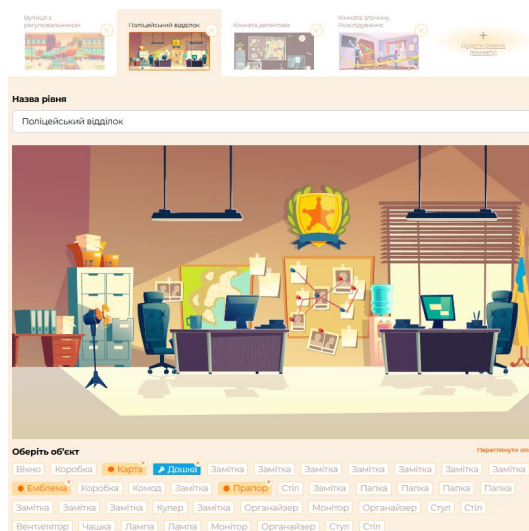 Вулиця з
регулювальником
Поліцейський відділок
Кімната детектива
Кімната злочину.
Розслідування
+
Додати рівень
(кімнату)
Назва рівня
Поліцейський відділок
Оберіть об'єкт
Переглянути опи
Вікно Коробка Карта Дошка Замітка Замітка Замітка Замітка Замітка Замітка Замітка
Емблема Коробка Комод Замітка Прапор Стіл Замітка Папка Папка Папка Папка
Замітка Замітка Замітка Кулер Замітка Органайзер Монітор Органайзер Стул Стіл
Вентилятор Чашка Лампа Лампа Монітор Органайзер Стул Стіл